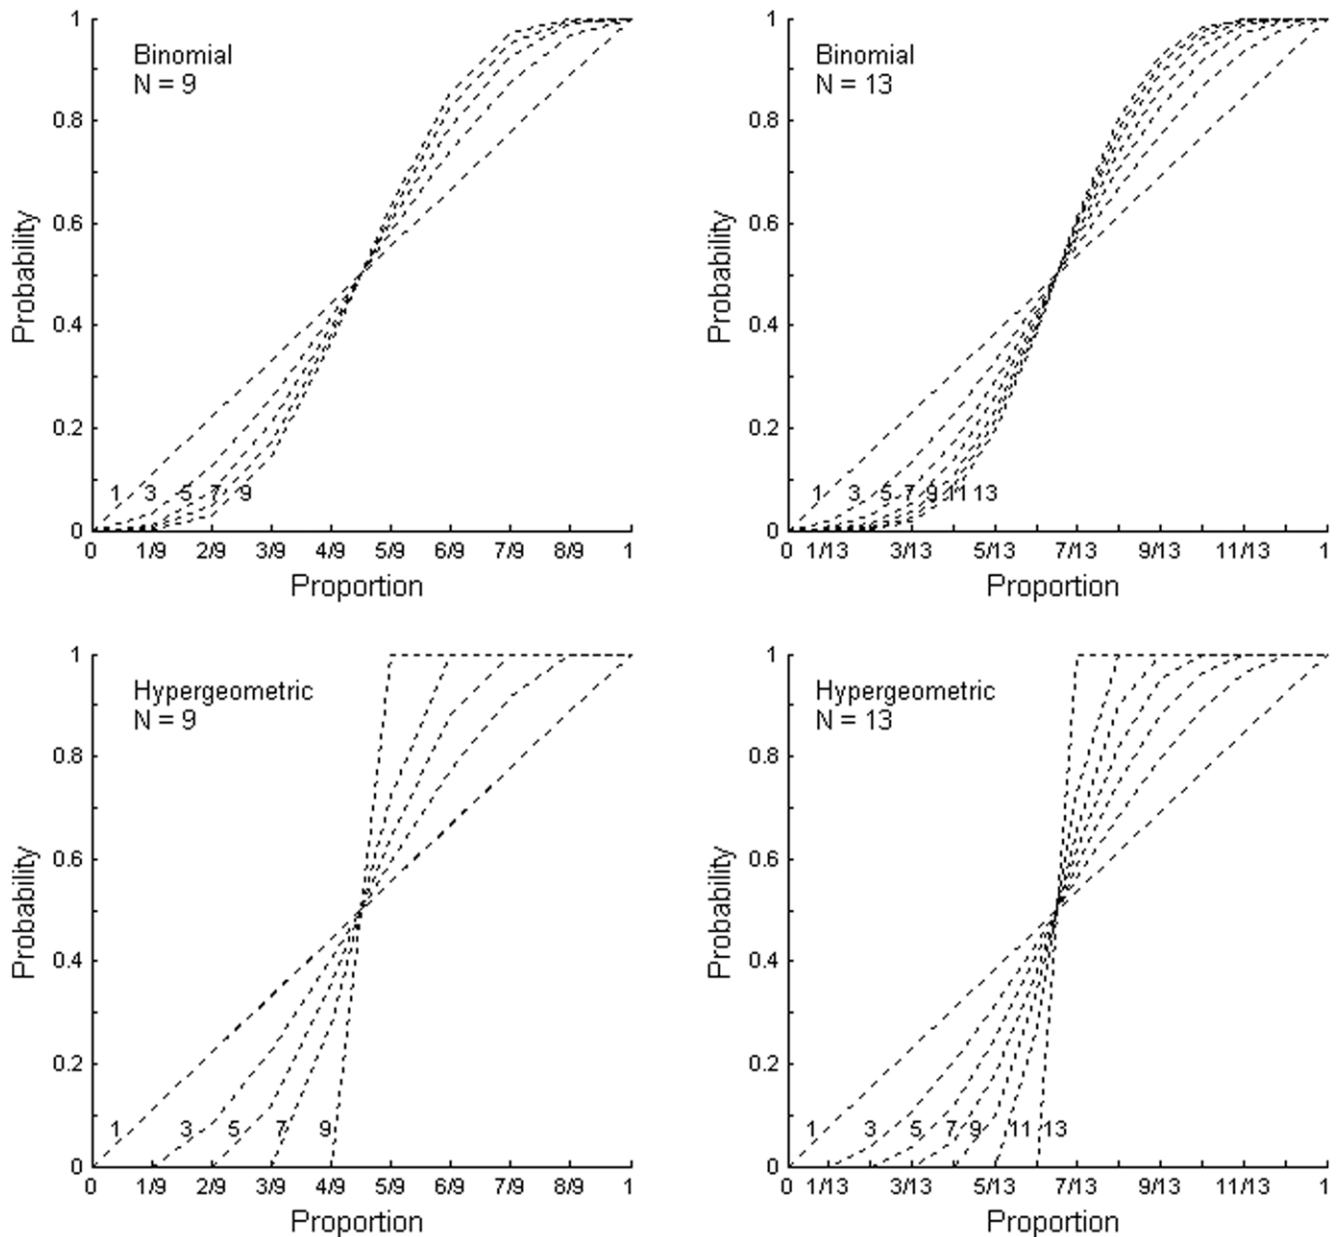 1
Binomial
N = 9
0.8
0.6
0.4
0.2
0
Probability
1 3 5 7 9
0 1/9 2/9 3/9 4/9 5/9 6/9 7/9 8/9 1
Proportion
1
Binomial
N = 13
0.8
0.6
0.4
0.2
0
Probability
1 3 5 7 9 11 13
0 1/13 3/13 5/13 7/13 9/13 11/13 1
Proportion
1
Hypergeometric
N = 9
0.8
0.6
0.4
0.2
0
Probability
1 3 5 7 9
0 1/9 2/9 3/9 4/9 5/9 6/9 7/9 8/9 1
Proportion
1
Hypergeometric
N = 13
0.8
0.6
0.4
0.2
0
Probability
1 3 5 7 9 11 13
0 1/13 3/13 5/13 7/13 9/13 11/13 1
Proportion